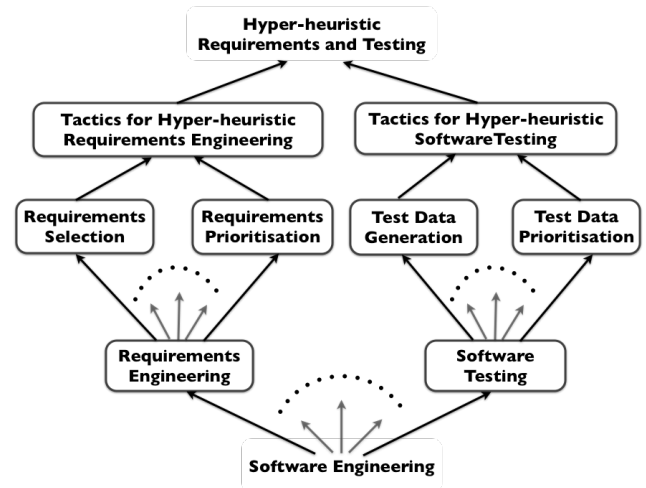 Hyper-heuristic
Requirements and Testing
Tactics for Hyper-heuristic
Requirements Engineering
Tactics for Hyper-heuristic
SoftwareTesting
Requirements
Selection
Requirements
Prioritisation
Test Data
Generation
Test Data
Prioritisation
Requirements
Engineering
Software
Testing
Software Engineering